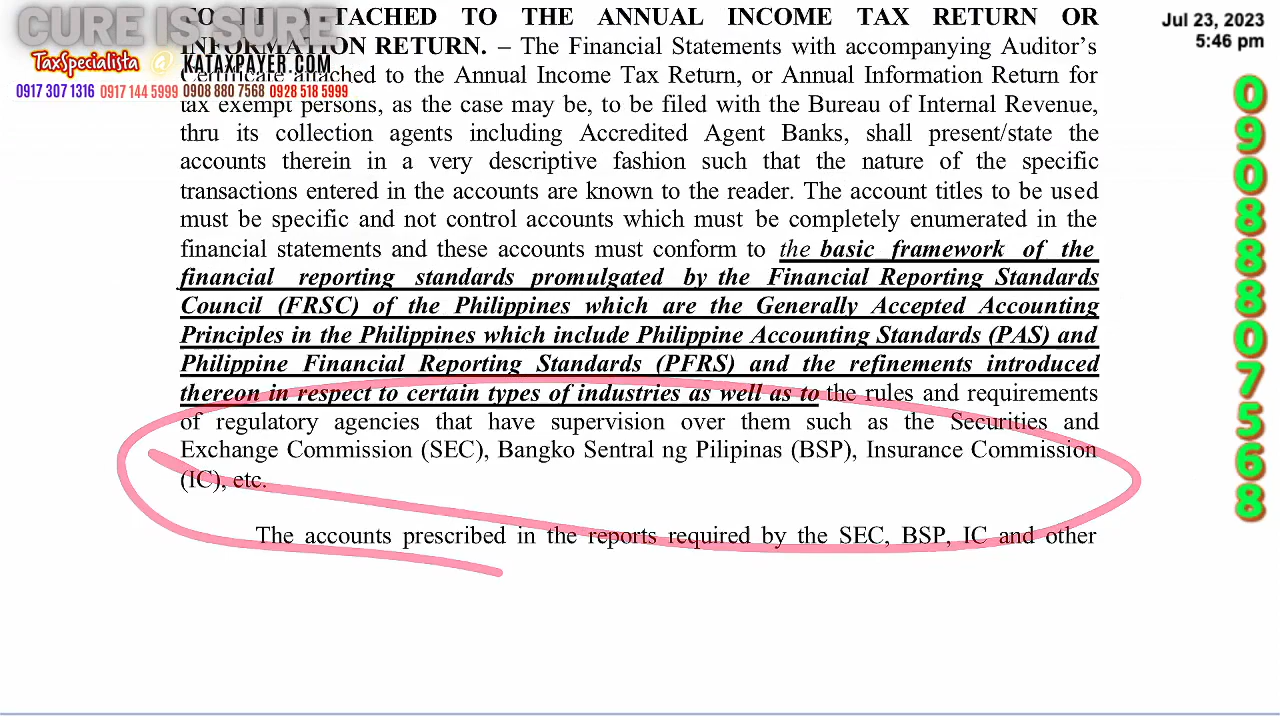 CURE IS SURE
TaxSpecialista @ KATAXPAYER.COM
0917 307 1316 0917 144 5999 0908 880 7568 0928 518 5999
Jul 23, 2023
5:46 pm
ATTACHED TO THE ANNUAL INCOME TAX RETURN OR
INFORMATION RETURN. – The Financial Statements with accompanying Auditor's
Certificate attached to the Annual Income Tax Return, or Annual Information Return for
tax exempt persons, as the case may be, to be filed with the Bureau of Internal Revenue,
thru its collection agents including Accredited Agent Banks, shall present/state the
accounts therein in a very descriptive fashion such that the nature of the specific
transactions entered in the accounts are known to the reader. The account titles to be used
must be specific and not control accounts which must be completely enumerated in the
financial statements and these accounts must conform to the basic framework of the
financial reporting standards promulgated by the Financial Reporting Standards
Council (FRSC) of the Philippines which are the Generally Accepted Accounting
Principles in the Philippines which include Philippine Accounting Standards (PAS) and
Philippine Financial Reporting Standards (PFRS) and the refinements introduced
thereon in respect to certain types of industries as well as to the rules and requirements
of regulatory agencies that have supervision over them such as the Securities and
Exchange Commission (SEC), Bangko Sentral ng Pilipinas (BSP), Insurance Commission
(IC), etc.
The accounts prescribed in the reports required by the SEC, BSP, IC and other
09088807568